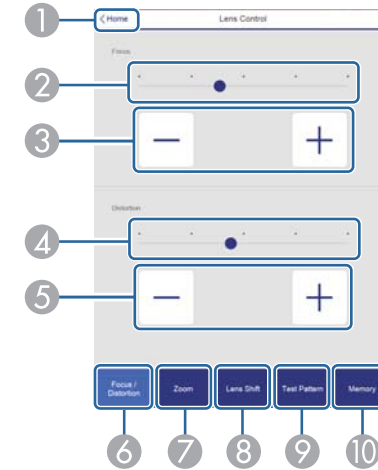 1
< Home
Lens Control
Focus
2
3
Distortion
4
5
Focus /
Distortion
Zoom
Lens Shift
Test Pattern
Memory
6
7
8
9
10